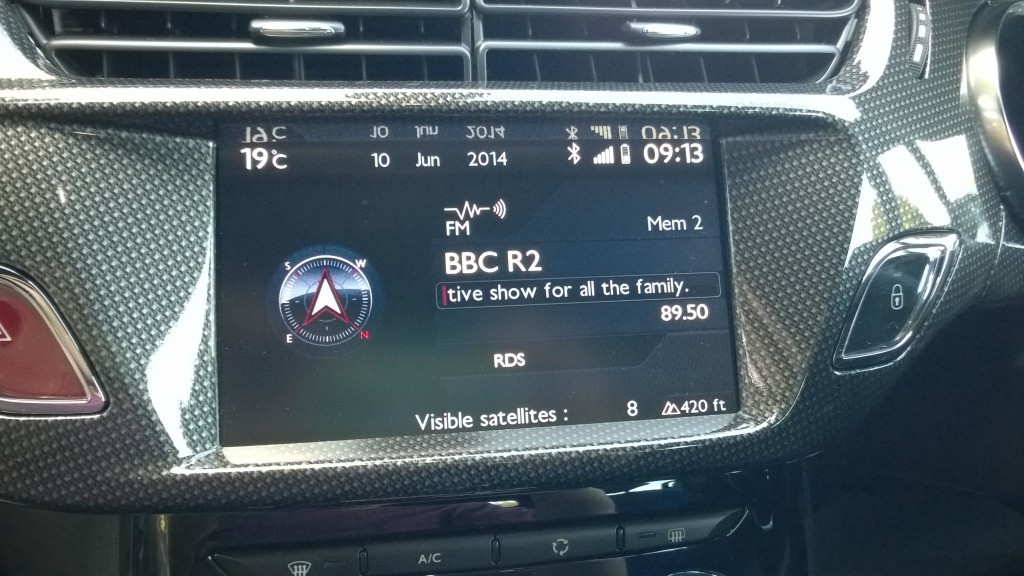 19°C 10 Jun 2014 09:13
FM Mem 2
BBC R2
tive show for all the family.
89.50
S W
E N
RDS
Visible satellites : 8 420 ft
A/C